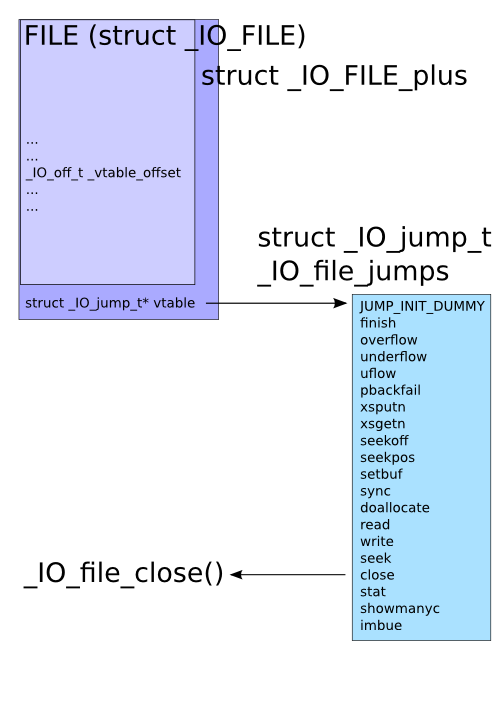 FILE (struct _IO_FILE)
struct _IO_FILE_plus
...
...
_IO_off_t _vtable_offset
...
...
struct _IO_jump_t* vtable
struct _IO_jump_t
_IO_file_jumps
JUMP_INIT_DUMMY
finish
overflow
underflow
uflow
pbackfail
xsputn
xsgetn
seekoff
seekpos
setbuf
sync
doallocate
read
write
seek
close
stat
showmanyc
imbue
_IO_file_close()